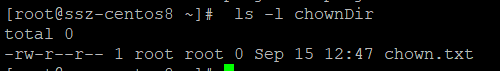 [root@ssz-centos8 ~]#  ls -l chownDir
total 0
-rw-r--r-- 1 root root 0 Sep 15 12:47 chown.txt